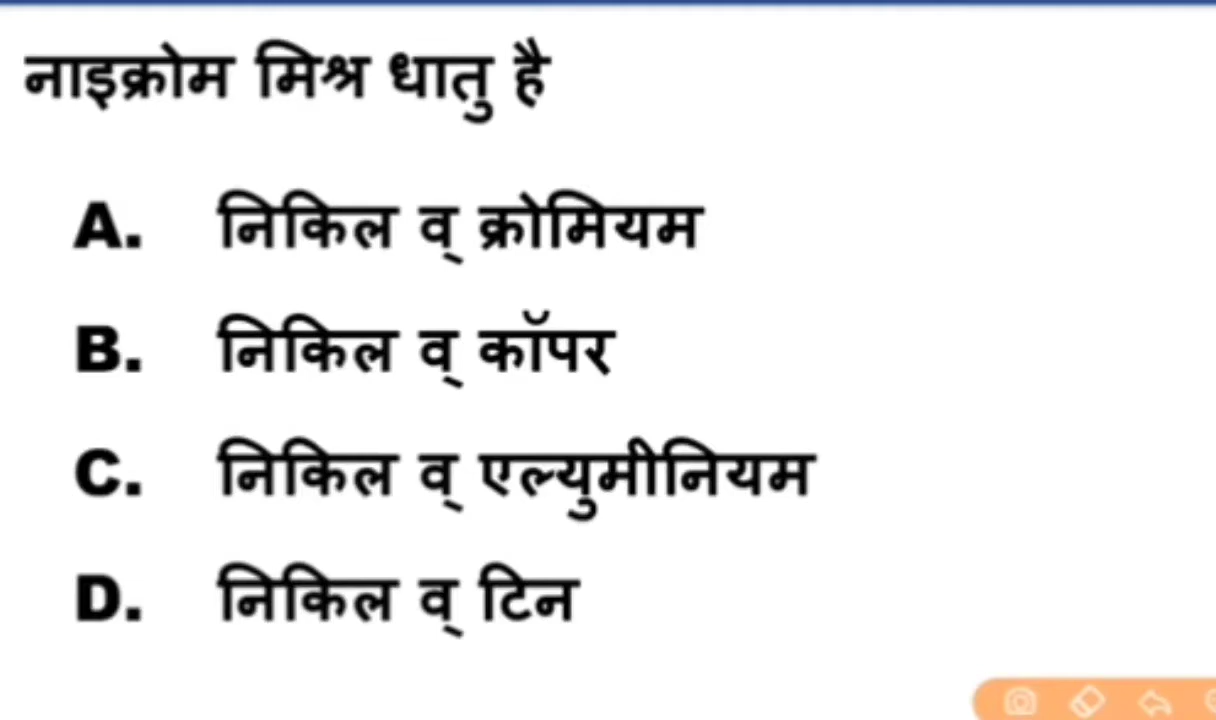 नाइक्रोम मिश्र धातु है
A. निकिल व् क्रोमियम
B. निकिल व् कॉपर
C. निकिल व् एल्युमीनियम
D. निकिल व् टिन